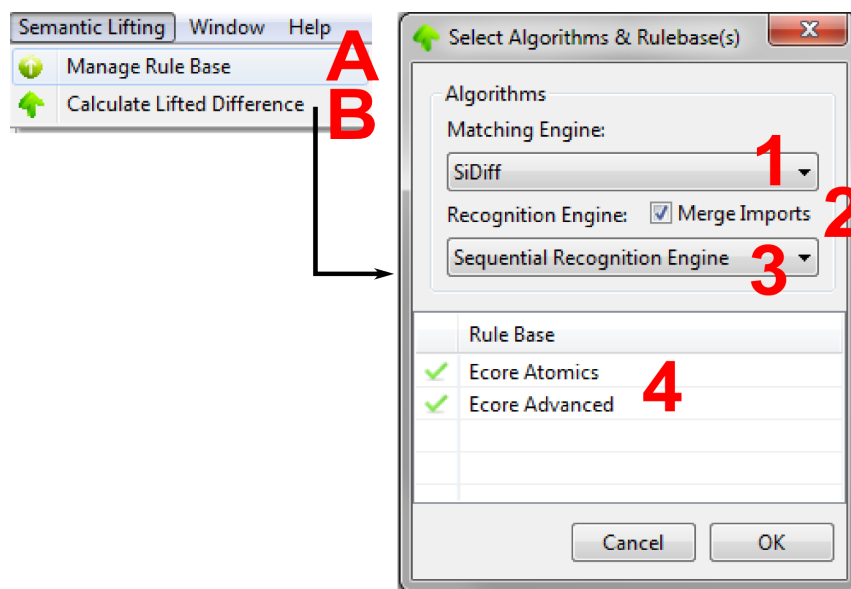 Semantic Lifting Window Help
Manage Rule Base A
Calculate Lifted Difference B
Select Algorithms & Rulebase(s)
Algorithms
Matching Engine:
SiDiff 1
Recognition Engine: Merge Imports 2
Sequential Recognition Engine 3
Rule Base
Ecore Atomics 4
Ecore Advanced
Cancel OK